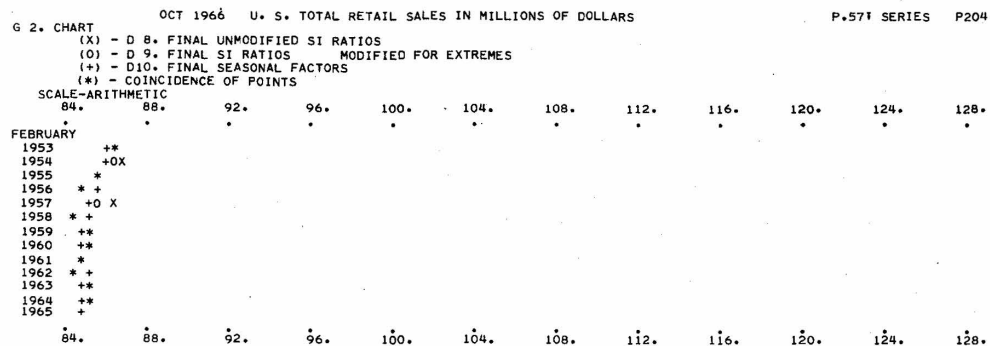 OCT 1966 U. S. TOTAL RETAIL SALES IN MILLIONS OF DOLLARS P.57T SERIES P204
G 2. CHART
(X) - D 8. FINAL UNMODIFIED SI RATIOS
(O) - D 9. FINAL SI RATIOS MODIFIED FOR EXTREMES
(+) - D10. FINAL SEASONAL FACTORS
(*) - COINCIDENCE OF POINTS
SCALE-ARITHMETIC
84. 88. 92. 96. 100. 104. 108. 112. 116. 120. 124. 128.
. . . . . . . . . . . .
FEBRUARY
1953 +*
1954 +OX
1955 *
1956 * +
1957 +O X
1958 * +
1959 +*
1960 +*
1961 *
1962 * +
1963 +*
1964 +*
1965 +
. . . . . . . . . . . .
84. 88. 92. 96. 100. 104. 108. 112. 116. 120. 124. 128.